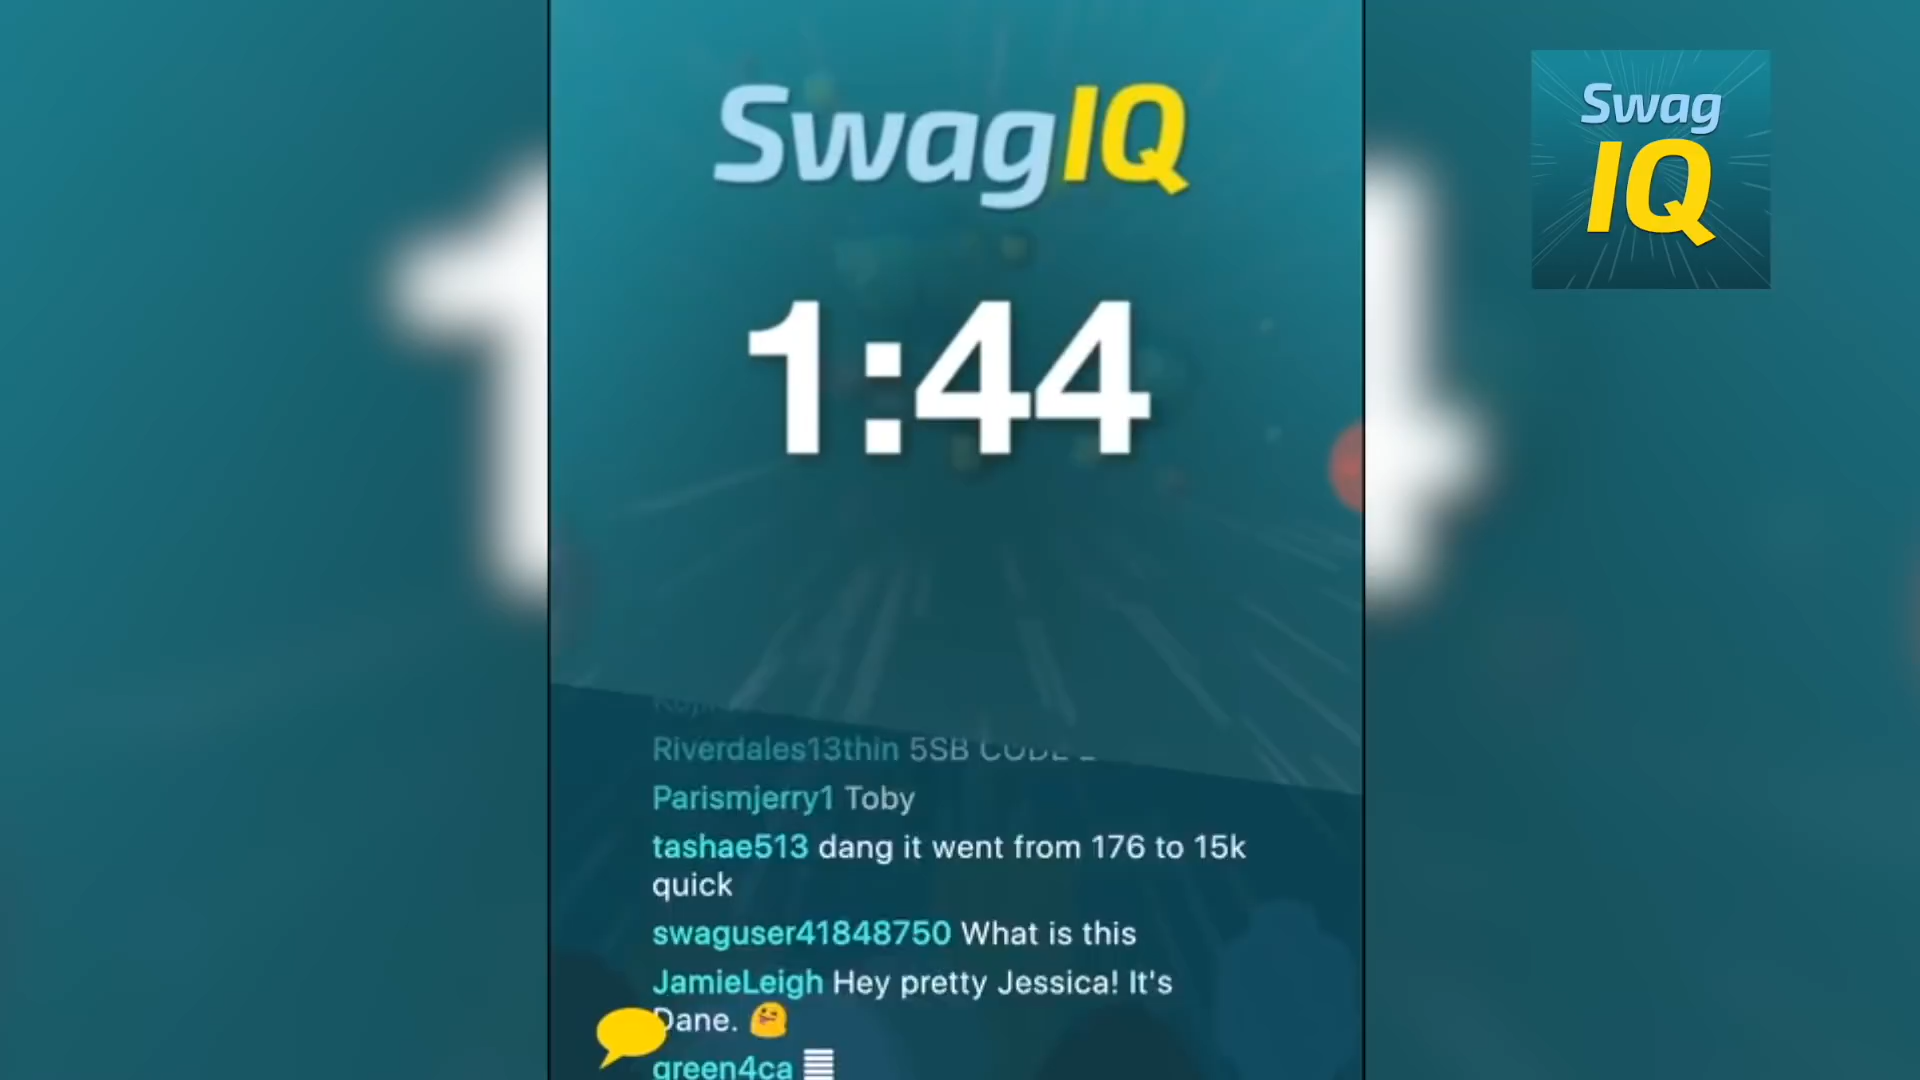 SwagIQ
Swag
IQ
1:44
Riverdales13thin 5SB CODE
Parismjerry1 Toby
tashae513 dang it went from 176 to 15k
quick
swaguser41848750 What is this
JamieLeigh Hey pretty Jessica! It's
Dane. 🤪
green4ca